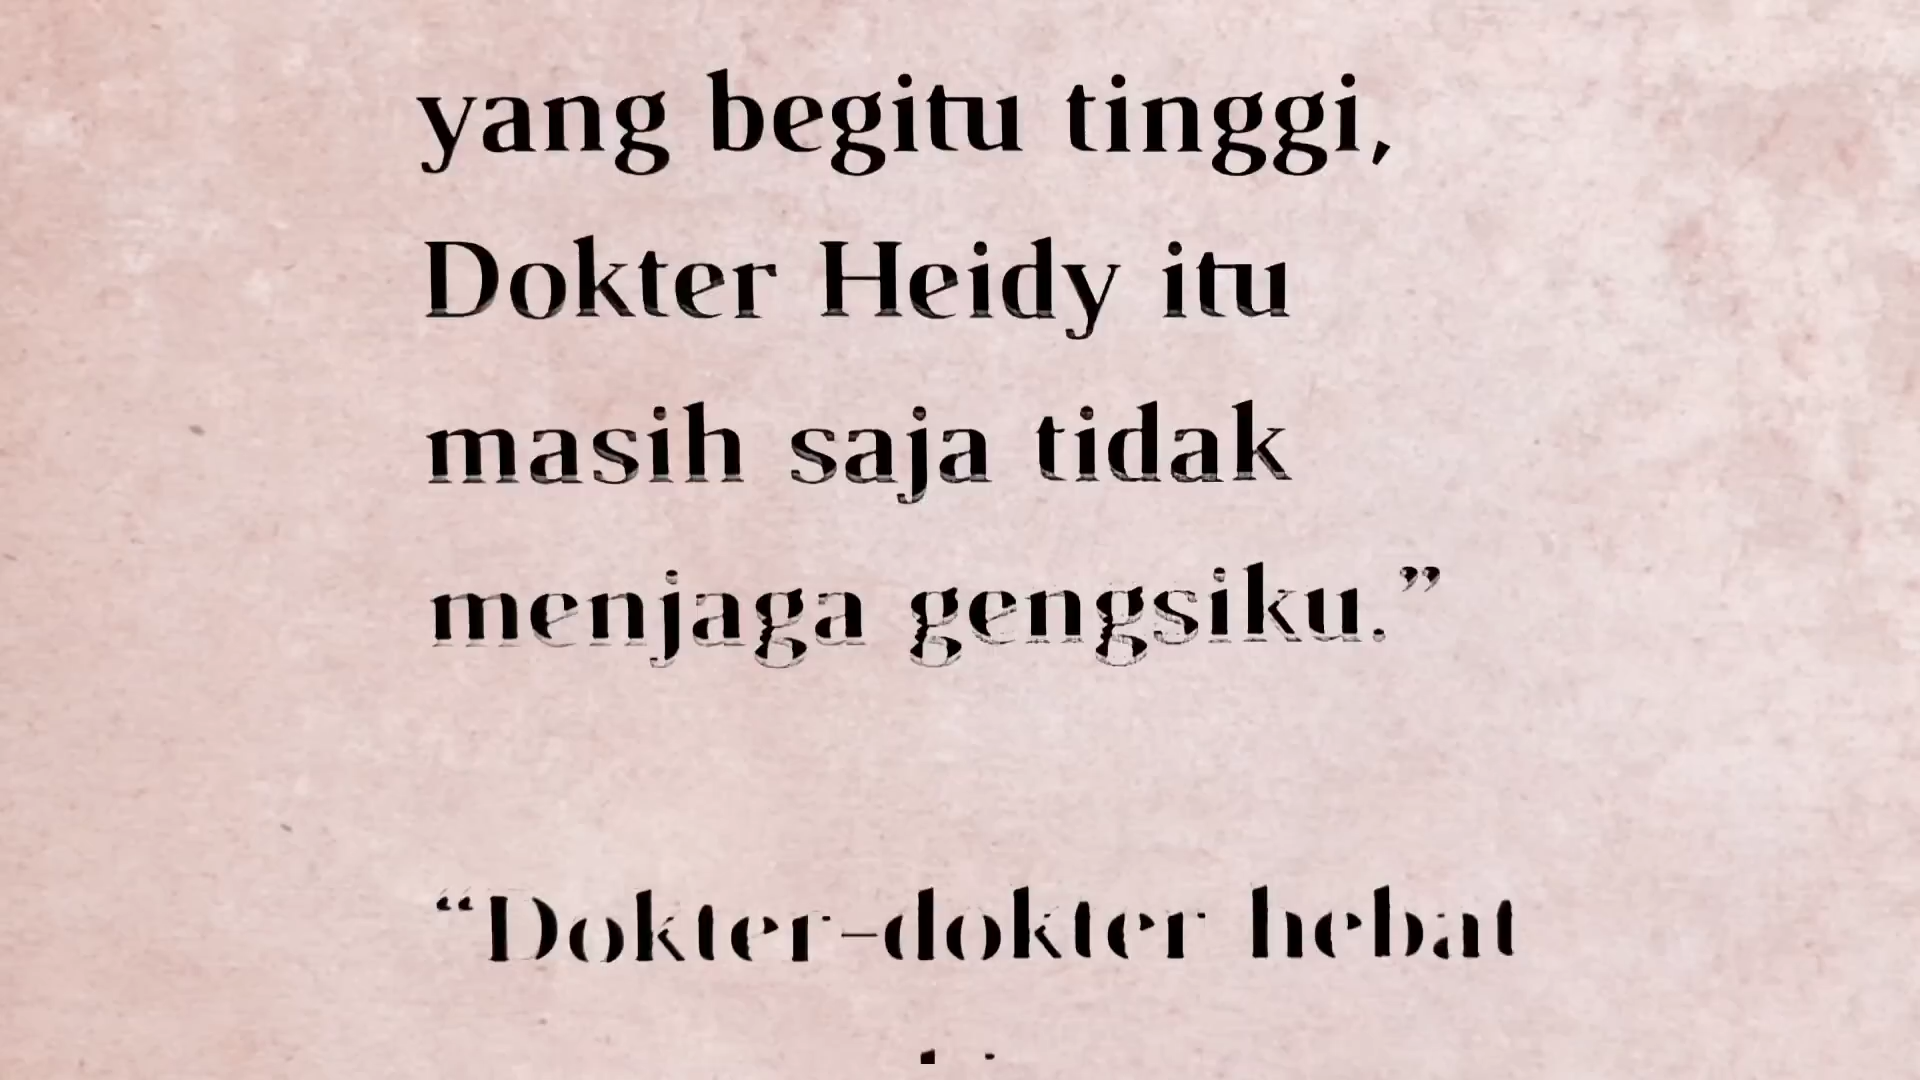 yang begitu tinggi,
Dokter Heidy itu
masih saja tidak
menjaga gengsiku.”
“Dokter-dokter hebat